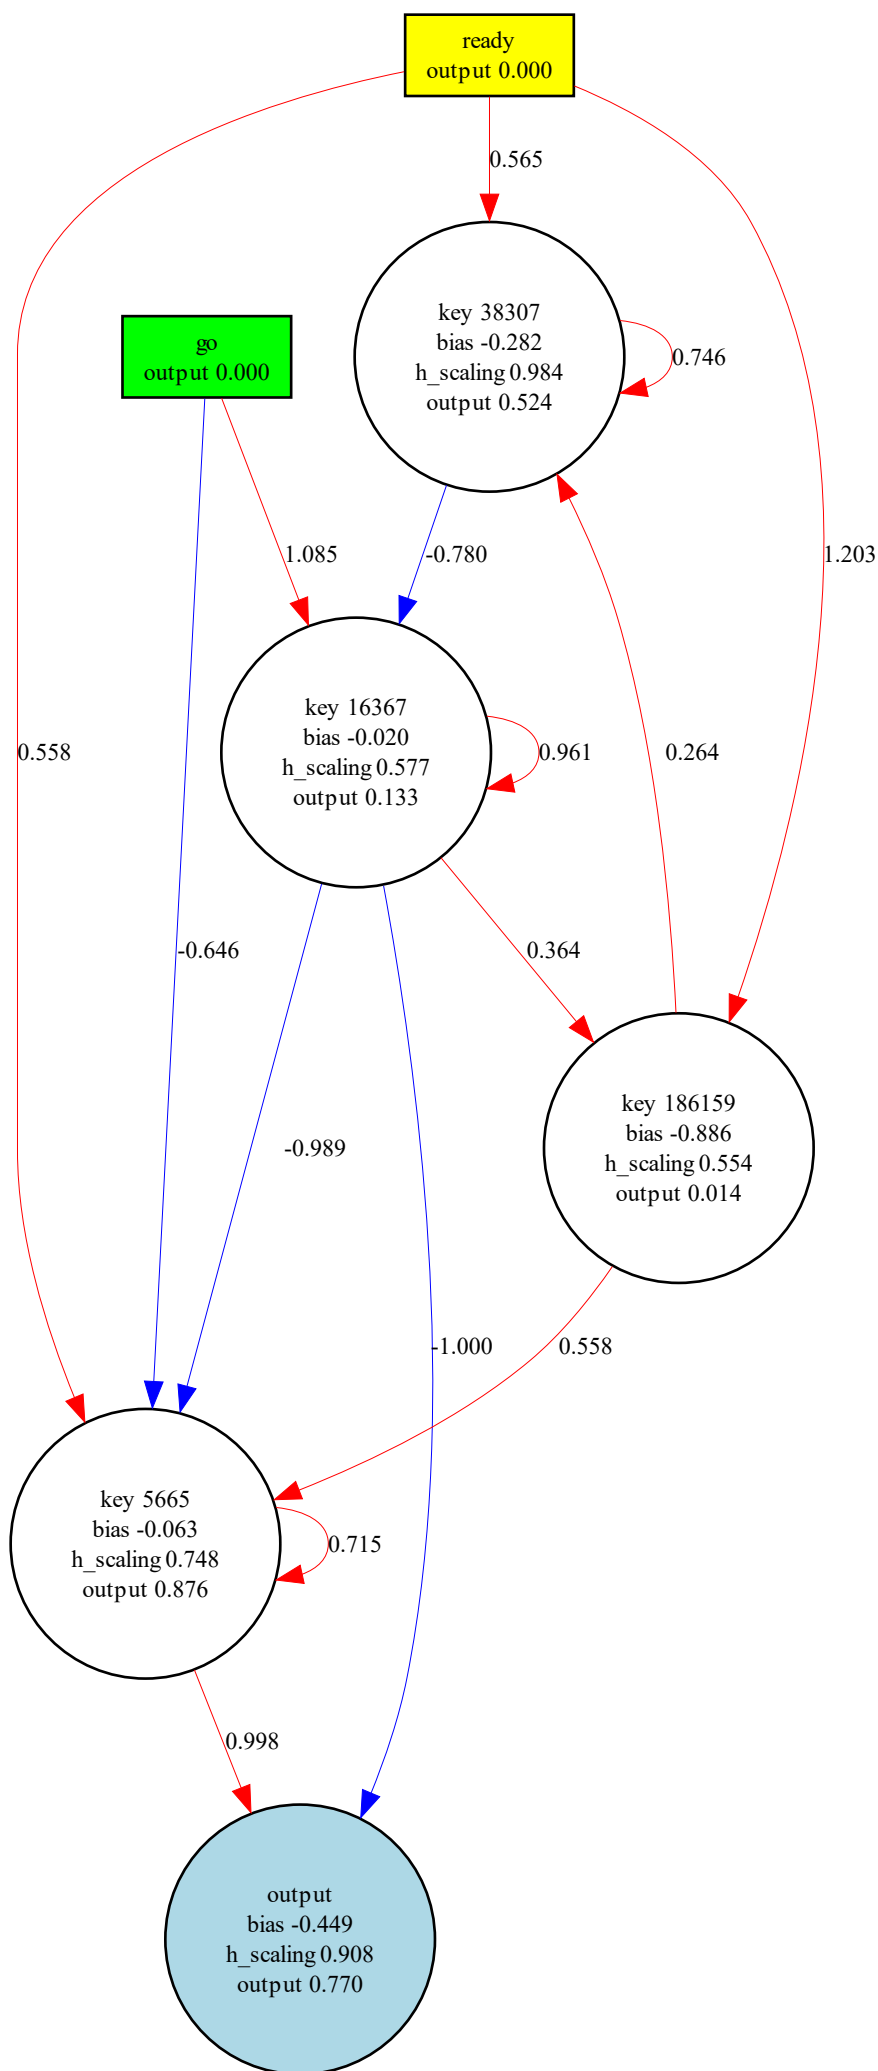 ready
output 0.000
0.565
go
output 0.000
key 38307
bias -0.282
h_scaling 0.984
output 0.524
0.746
1.085
-0.780
1.203
key 16367
bias -0.020
h_scaling 0.577
output 0.133
0.558
0.961
0.264
-0.646
0.364
key 186159
bias -0.886
h_scaling 0.554
output 0.014
-0.989
-1.000
0.558
key 5665
bias -0.063
h_scaling 0.748
output 0.876
0.715
0.998
output
bias -0.449
h_scaling 0.908
output 0.770